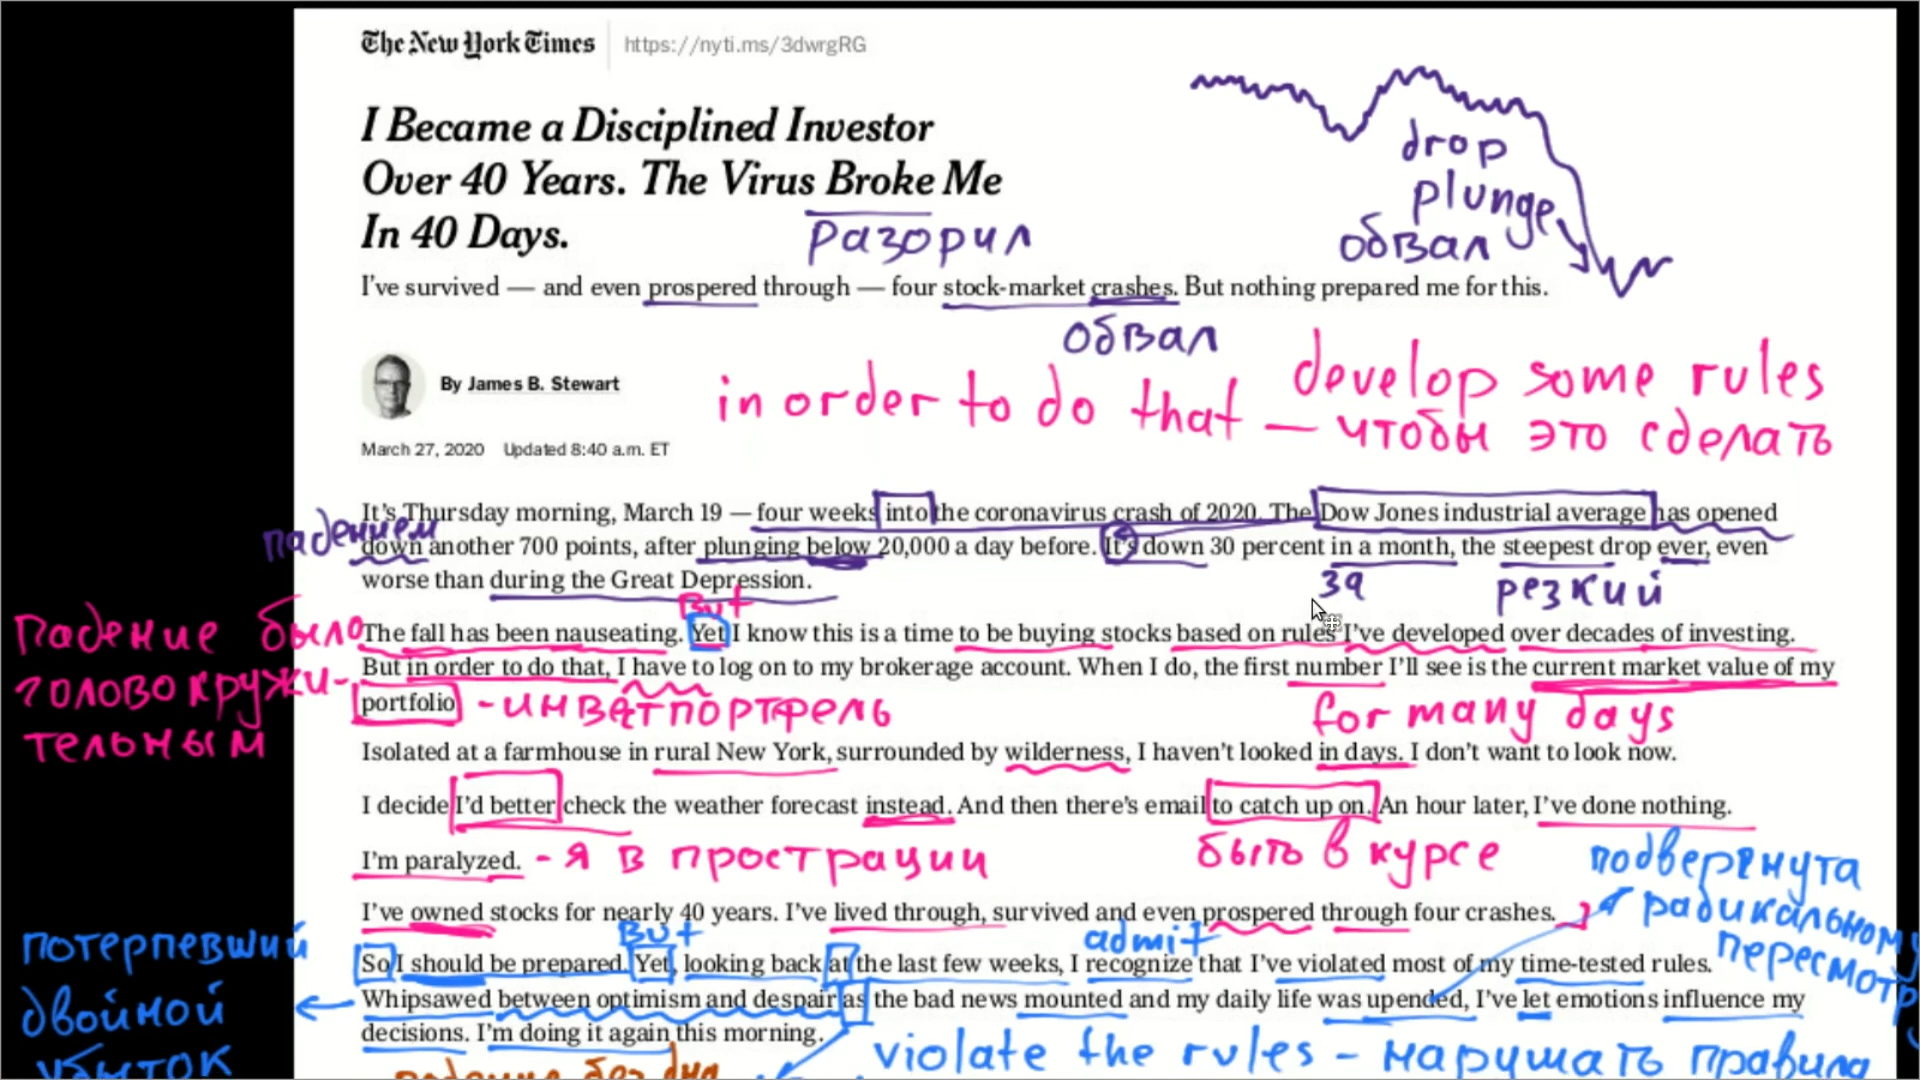 The New York Times https://nyti.ms/3dwrgRG
I Became a Disciplined Investor
Over 40 Years. The Virus Broke Me
In 40 Days.
разорил
drop
plunge
обвал
I've survived — and even prospered through — four stock-market crashes. But nothing prepared me for this.
обвал
By James B. Stewart
in order to do that — чтобы это сделать
develop some rules
March 27, 2020 Updated 8:40 a.m. ET
It's Thursday morning, March 19 — four weeks into the coronavirus crash of 2020. The Dow Jones industrial average has opened
падением
down another 700 points, after plunging below 20,000 a day before. It's down 30 percent in a month, the steepest drop ever, even
worse than during the Great Depression.
за резкий
But
Падение было
головокружи-
тельным
The fall has been nauseating. Yet I know this is a time to be buying stocks based on rules I've developed over decades of investing.
But in order to do that, I have to log on to my brokerage account. When I do, the first number I'll see is the current market value of my
portfolio - инвестпортфель
for many days
Isolated at a farmhouse in rural New York, surrounded by wilderness, I haven't looked in days. I don't want to look now.
I decide I'd better check the weather forecast instead. And then there's email to catch up on. An hour later, I've done nothing.
I'm paralyzed. - я в прострации
быть в курсе
подвергнута
радикальному
пересмотру
I've owned stocks for nearly 40 years. I've lived through, survived and even prospered through four crashes.
But admit
потерпевший
двойной
убыток
So I should be prepared. Yet, looking back at the last few weeks, I recognize that I've violated most of my time-tested rules.
Whipsawed between optimism and despair as the bad news mounted and my daily life was upended, I've let emotions influence my
decisions. I'm doing it again this morning.
violate the rules - нарушать правила
падение без дна